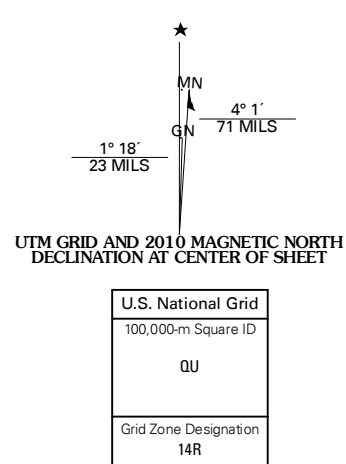 ★
MN
4° 1´
71 MILS
GN
1° 18´
23 MILS
UTM GRID AND 2010 MAGNETIC NORTH
DECLINATION AT CENTER OF SHEET
U.S. National Grid
100,000-m Square ID
QU
Grid Zone Designation
14R